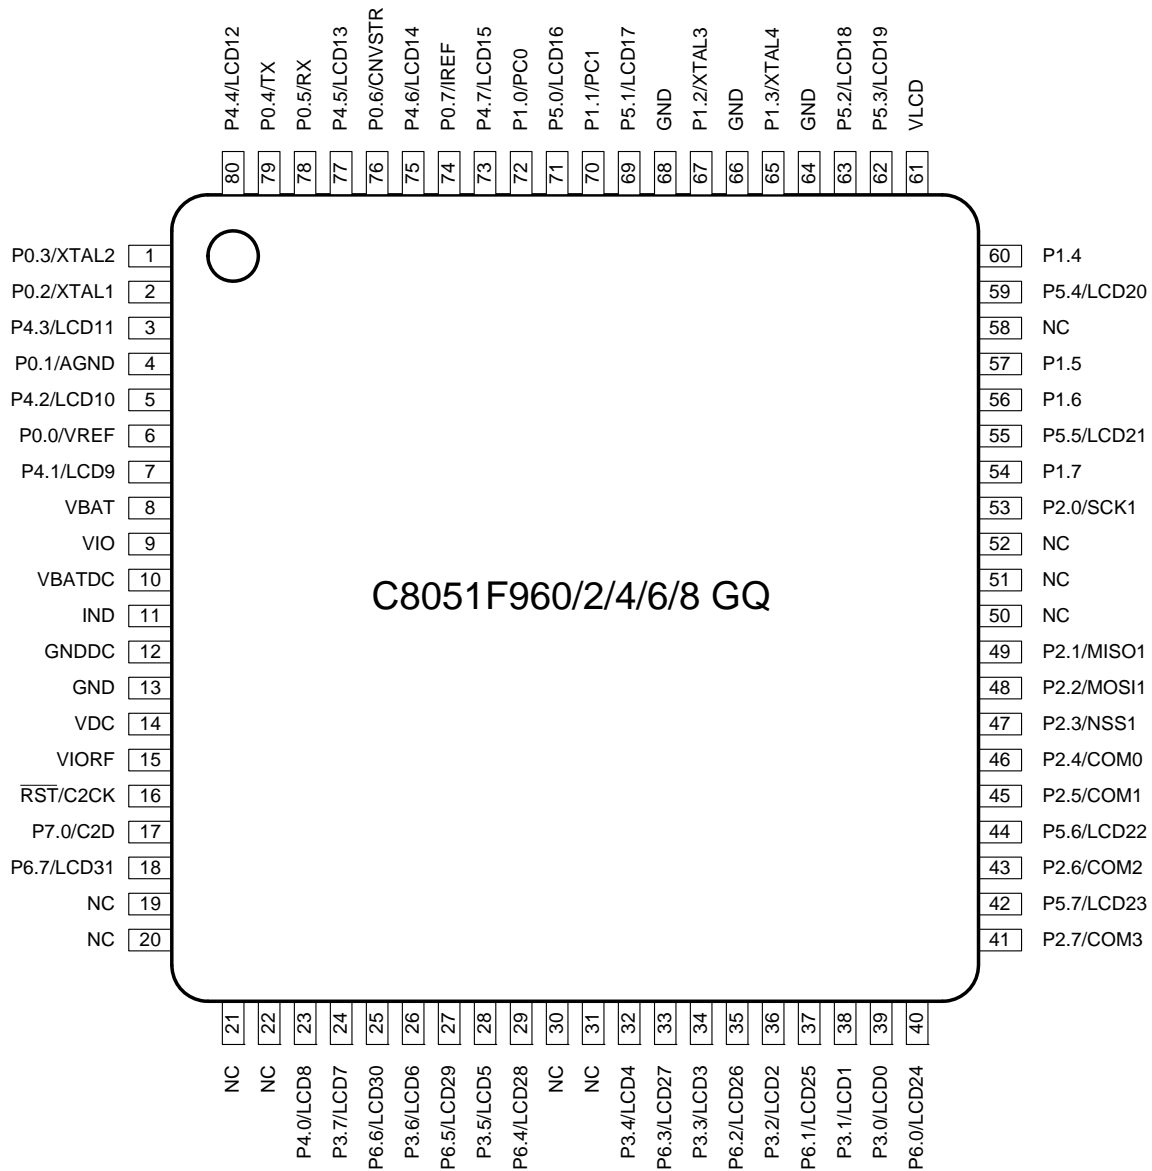 P4.4/LCD12
P0.4/TX
P0.5/RX
P4.5/LCD13
P0.6/CNVSTR
P4.6/LCD14
P0.7/IREF
P4.7/LCD15
P1.0/PC0
P5.0/LCD16
P1.1/PC1
P5.1/LCD17
GND
P1.2/XTAL3
GND
P1.3/XTAL4
GND
P5.2/LCD18
P5.3/LCD19
VLCD
80
79
78
77
76
75
74
73
72
71
70
69
68
67
66
65
64
63
62
61
P0.3/XTAL2 1
P0.2/XTAL1 2
P4.3/LCD11 3
P0.1/AGND 4
P4.2/LCD10 5
P0.0/VREF 6
P4.1/LCD9 7
VBAT 8
VIO 9
VBATDC 10
IND 11
GNDDC 12
GND 13
VDC 14
VIORF 15
RST/C2CK 16
P7.0/C2D 17
P6.7/LCD31 18
NC 19
NC 20
C8051F960/2/4/6/8 GQ
60 P1.4
59 P5.4/LCD20
58 NC
57 P1.5
56 P1.6
55 P5.5/LCD21
54 P1.7
53 P2.0/SCK1
52 NC
51 NC
50 NC
49 P2.1/MISO1
48 P2.2/MOSI1
47 P2.3/NSS1
46 P2.4/COM0
45 P2.5/COM1
44 P5.6/LCD22
43 P2.6/COM2
42 P5.7/LCD23
41 P2.7/COM3
21
22
23
24
25
26
27
28
29
30
31
32
33
34
35
36
37
38
39
40
NC
NC
P4.0/LCD8
P3.7/LCD7
P6.6/LCD30
P3.6/LCD6
P6.5/LCD29
P3.5/LCD5
P6.4/LCD28
NC
NC
P3.4/LCD4
P6.3/LCD27
P3.3/LCD3
P6.2/LCD26
P3.2/LCD2
P6.1/LCD25
P3.1/LCD1
P3.0/LCD0
P6.0/LCD24